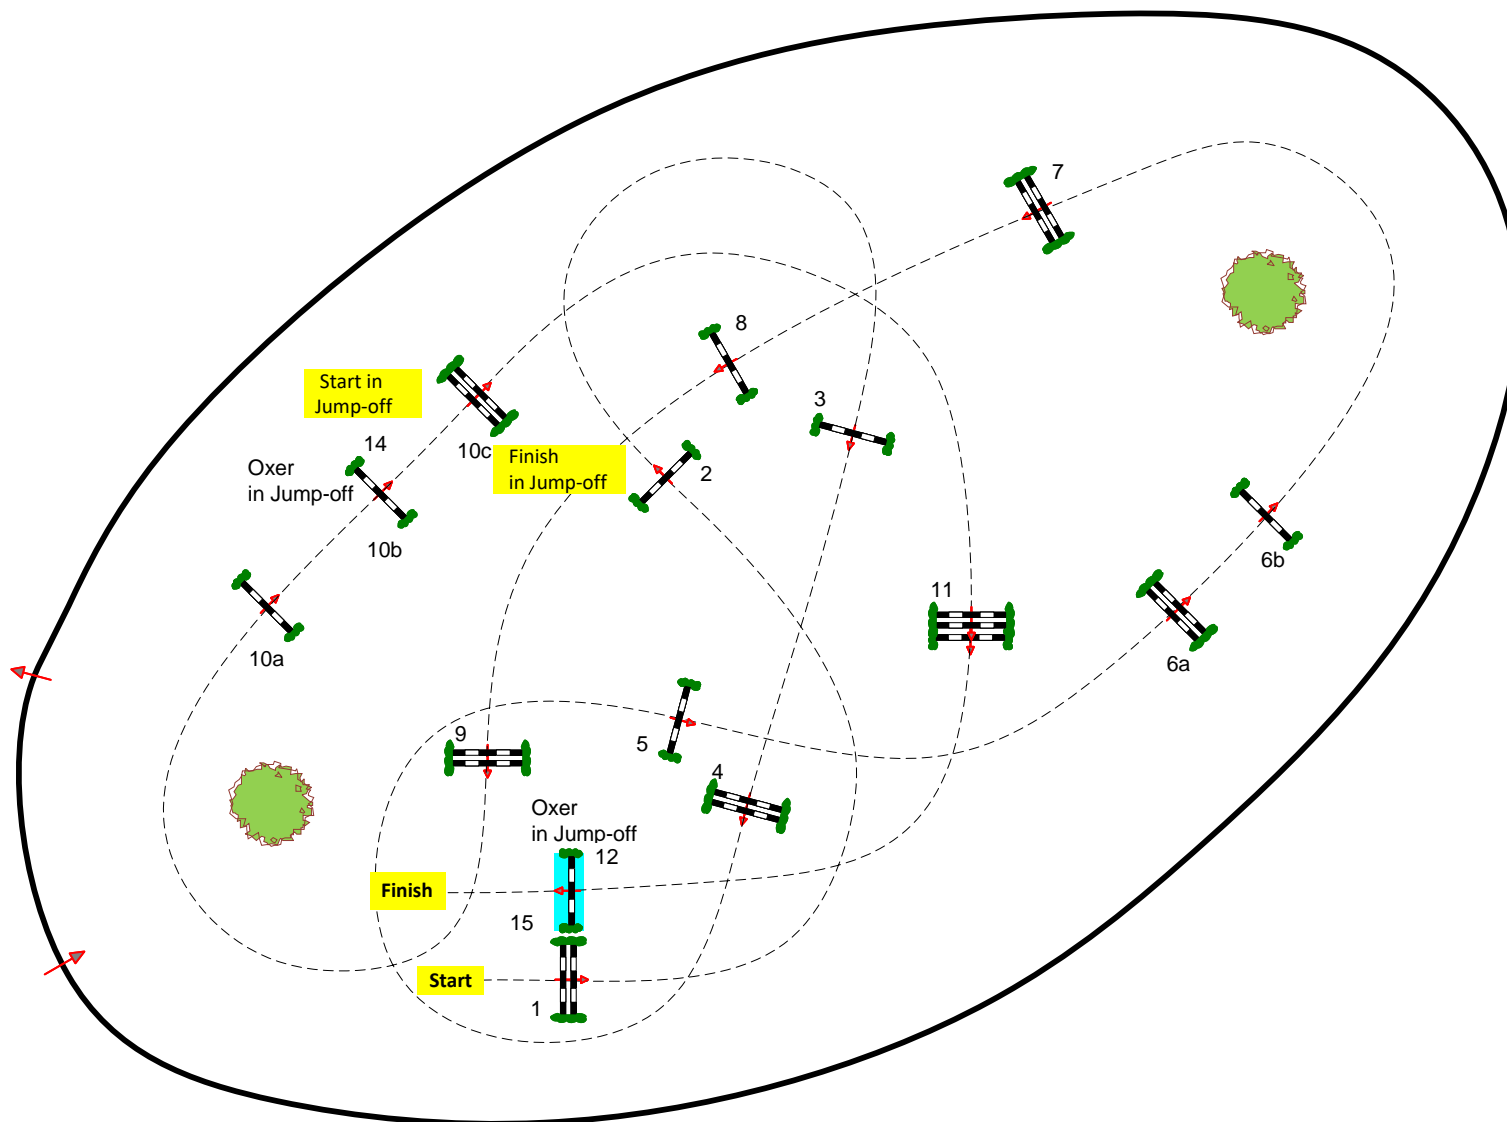 7
8
Start in
Jump-off
3
14
10c
Finish
in Jump-off
Oxer
in Jump-off
2
10b
6b
11
10a
6a
9
5
4
Oxer
in Jump-off
12
Finish
15
Start
1